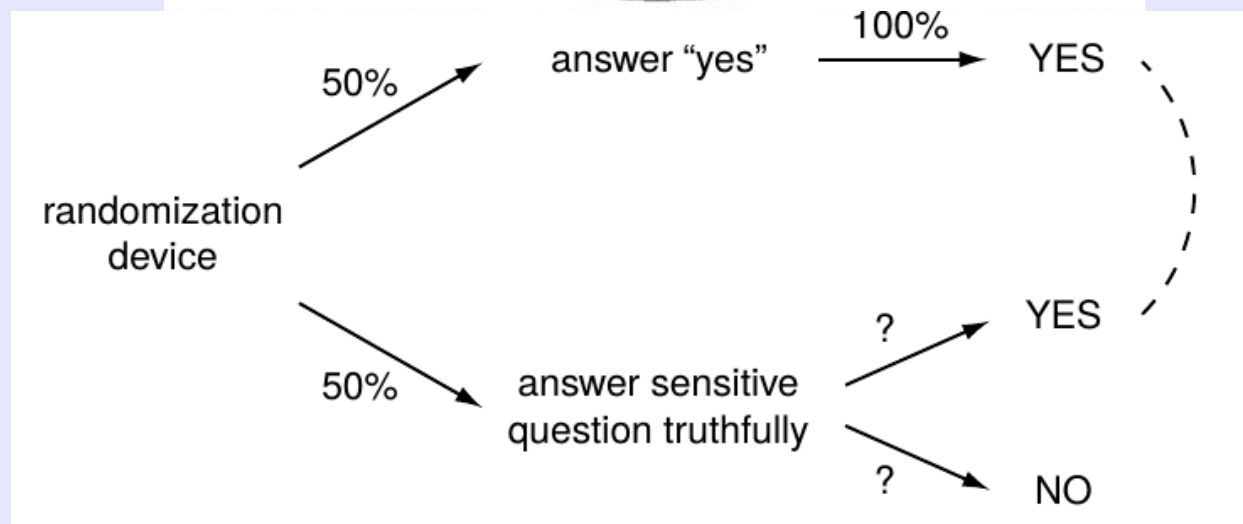 100%
answer “yes”
YES
50%
randomization
device
YES
?
50%
answer sensitive
question truthfully
?
NO